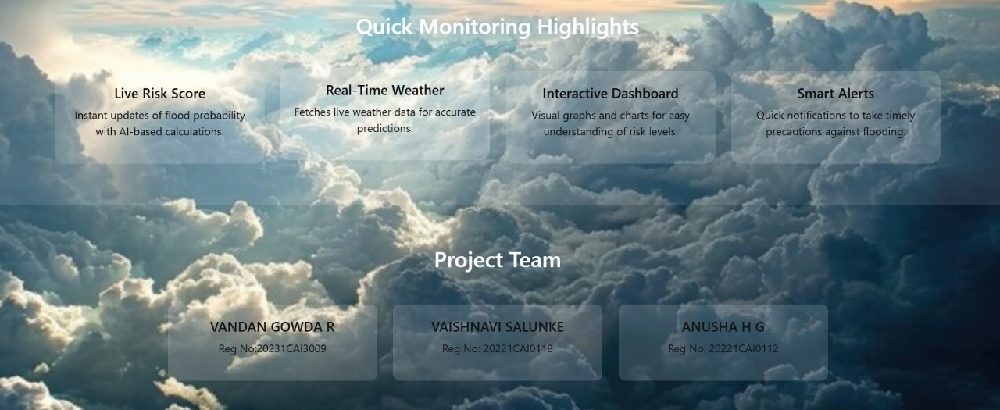 Quick Monitoring Highlights
Live Risk Score
Instant updates of flood probability
with AI-based calculations.
Real-Time Weather
Fetches live weather data for accurate
predictions.
Interactive Dashboard
Visual graphs and charts for easy
understanding of risk levels.
Smart Alerts
Quick notifications to take timely
precautions against flooding.
Project Team
VANDAN GOWDA R
Reg No:20231CAI3009
VAISHNAVI SALUNKE
Reg No: 20221CAI0118
ANUSHA H G
Reg No: 20221CAI0112